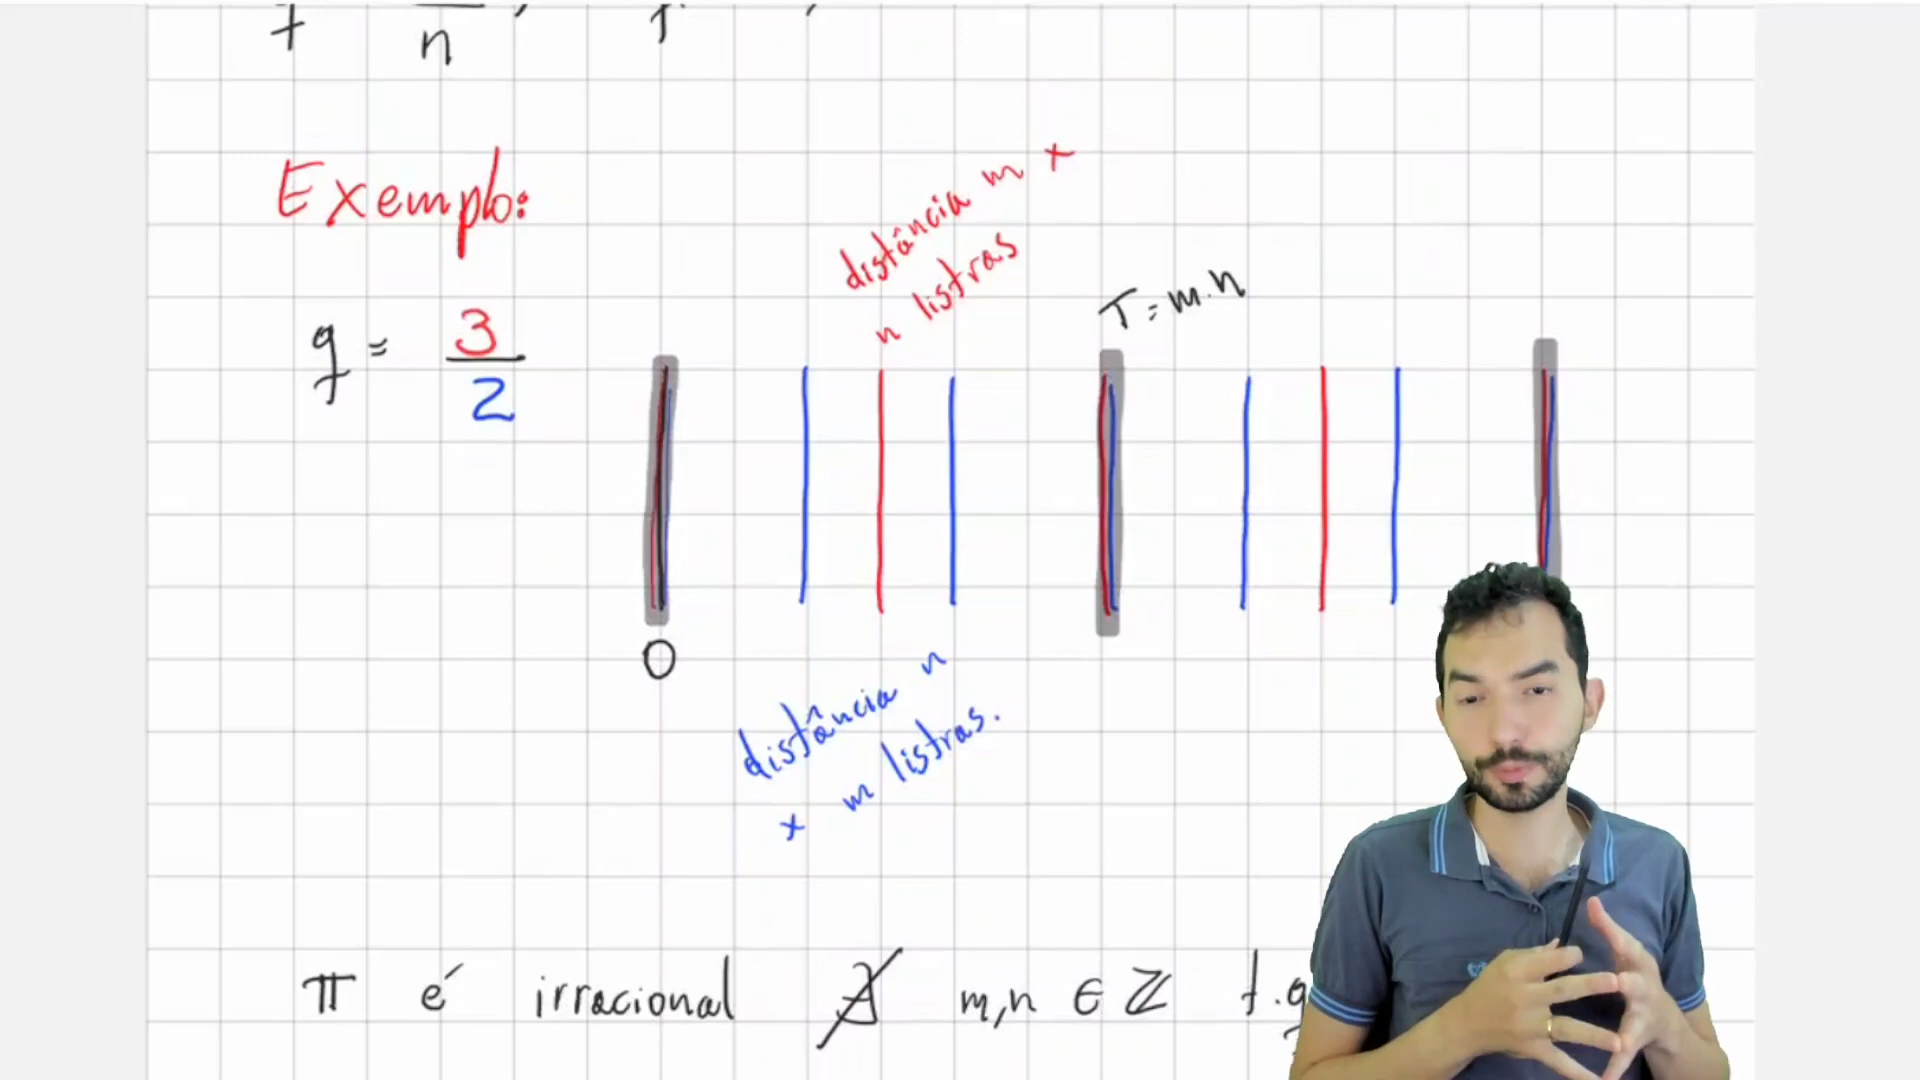 n
Exemplo:
q = 3/2
distância m x
n listras
T = m.n
0
distância n
x m listras.
π é irracional ∄ m,n ∈ ℤ t.q